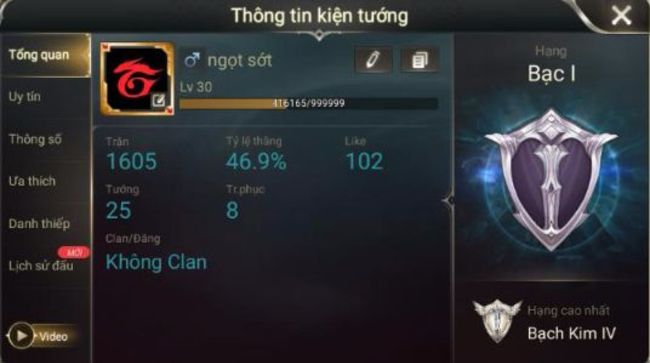 Thông tin kiện tướng
Tổng quan
Uy tín
Thông số
Ưa thích
Danh thiếp
Lịch sử đấu
MỚI
Video
ngọt sớt
Lv 30
416165/999999
Trận
1605
Tỷ lệ thắng
46.9%
Like
102
Tướng
25
Tr.phục
8
Clan/Đẳng
Không Clan
Hạng
Bạc I
Hạng cao nhất
Bạch Kim IV